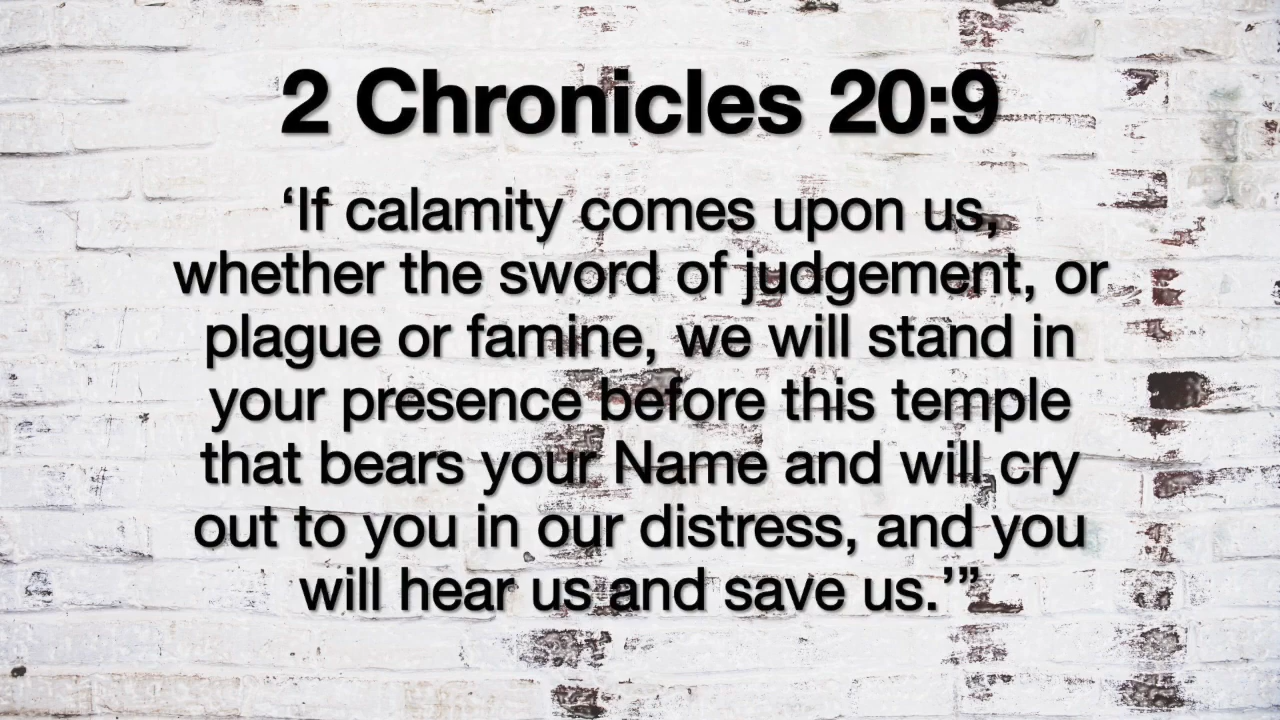 2 Chronicles 20:9
‘If calamity comes upon us,
whether the sword of judgement, or
plague or famine, we will stand in
your presence before this temple
that bears your Name and will cry
out to you in our distress, and you
will hear us and save us.’”